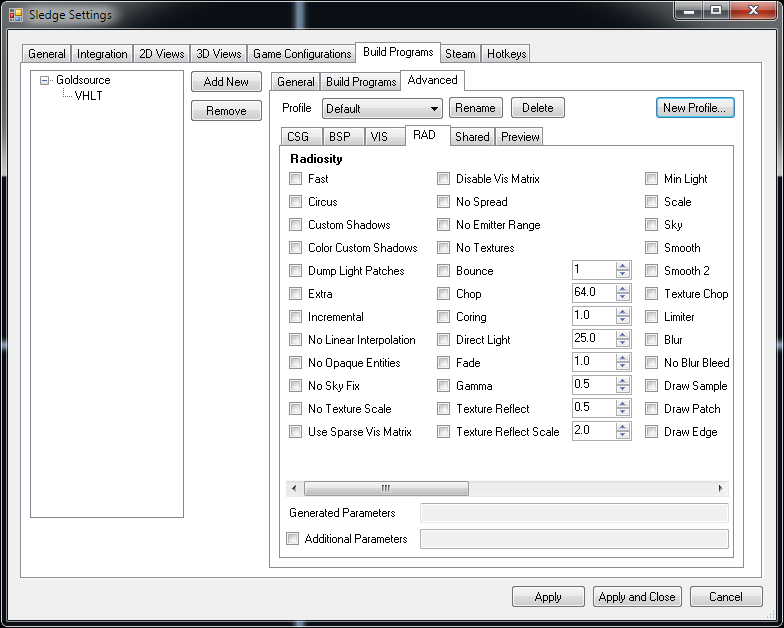 Sledge Settings
General Integration 2D Views 3D Views Game Configurations Build Programs Steam Hotkeys
Goldsource
VHLT
Add New
Remove
General Build Programs Advanced
Profile Default Rename Delete New Profile...
CSG BSP VIS RAD Shared Preview
Radiosity
Fast Disable Vis Matrix Min Light
Circus No Spread Scale
Custom Shadows No Emitter Range Sky
Color Custom Shadows No Textures Smooth
Dump Light Patches Bounce 1 Smooth 2
Extra Chop 64.0 Texture Chop
Incremental Coring 1.0 Limiter
No Linear Interpolation Direct Light 25.0 Blur
No Opaque Entities Fade 1.0 No Blur Bleed
No Sky Fix Gamma 0.5 Draw Sample
No Texture Scale Texture Reflect 0.5 Draw Patch
Use Sparse Vis Matrix Texture Reflect Scale 2.0 Draw Edge
Generated Parameters
Additional Parameters
Apply Apply and Close Cancel